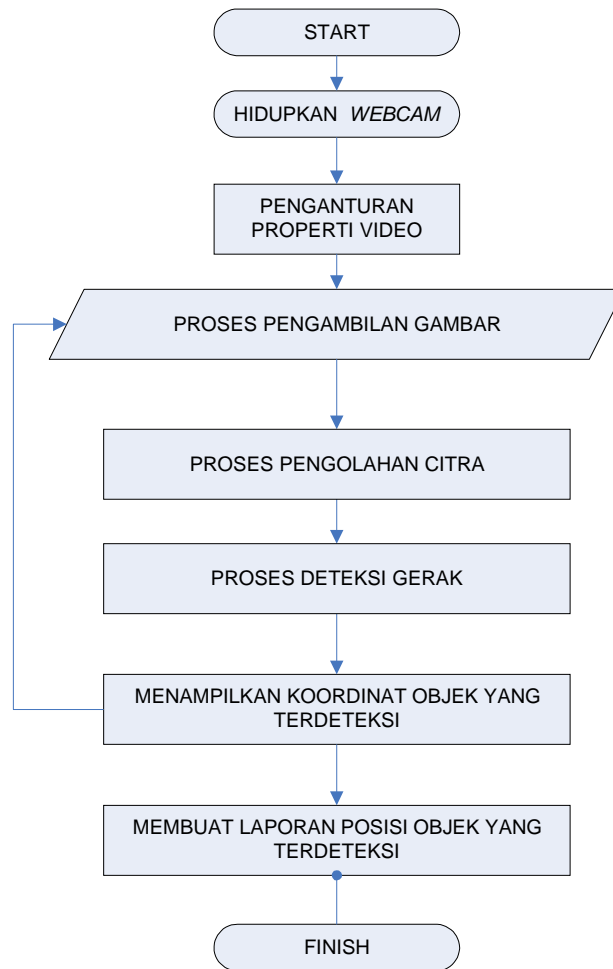 START
HIDUPKAN WEBCAM
PENGANTURAN
PROPERTI VIDEO
PROSES PENGAMBILAN GAMBAR
PROSES PENGOLAHAN CITRA
PROSES DETEKSI GERAK
MENAMPILKAN KOORDINAT OBJEK YANG
TERDETEKSI
MEMBUAT LAPORAN POSISI OBJEK YANG
TERDETEKSI
FINISH